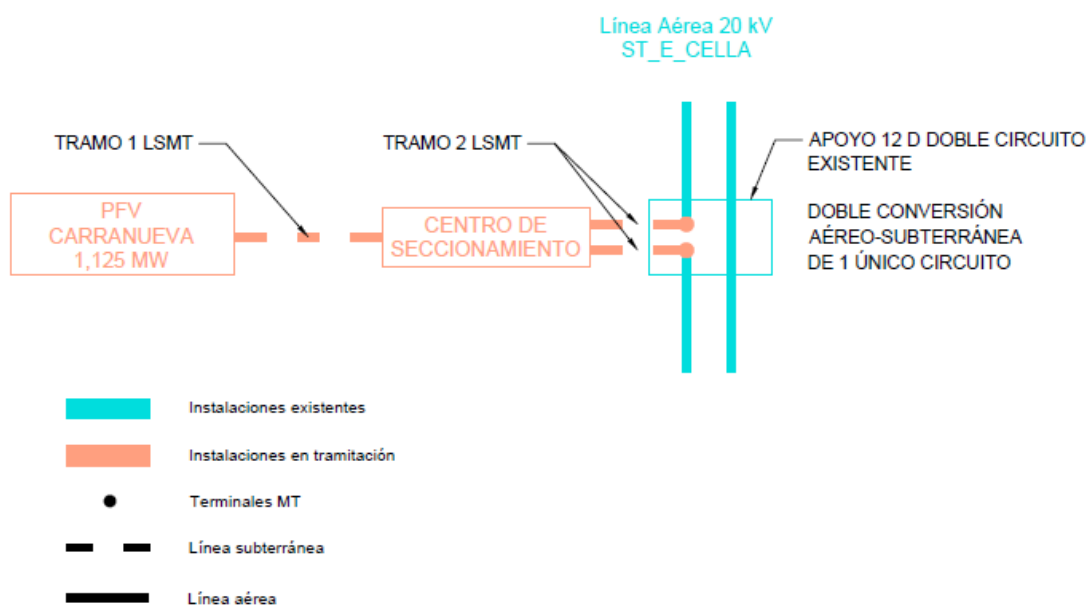 Línea Aérea 20 kV
ST_E_CELLA
TRAMO 1 LSMT
TRAMO 2 LSMT
APOYO 12 D DOBLE CIRCUITO
EXISTENTE
PFV
CARRANUEVA
1,125 MW
CENTRO DE
SECCIONAMIENTO
DOBLE CONVERSIÓN
AÉREO-SUBTERRÁNEA
DE 1 ÚNICO CIRCUITO
Instalaciones existentes
Instalaciones en tramitación
Terminales MT
Línea subterránea
Línea aérea